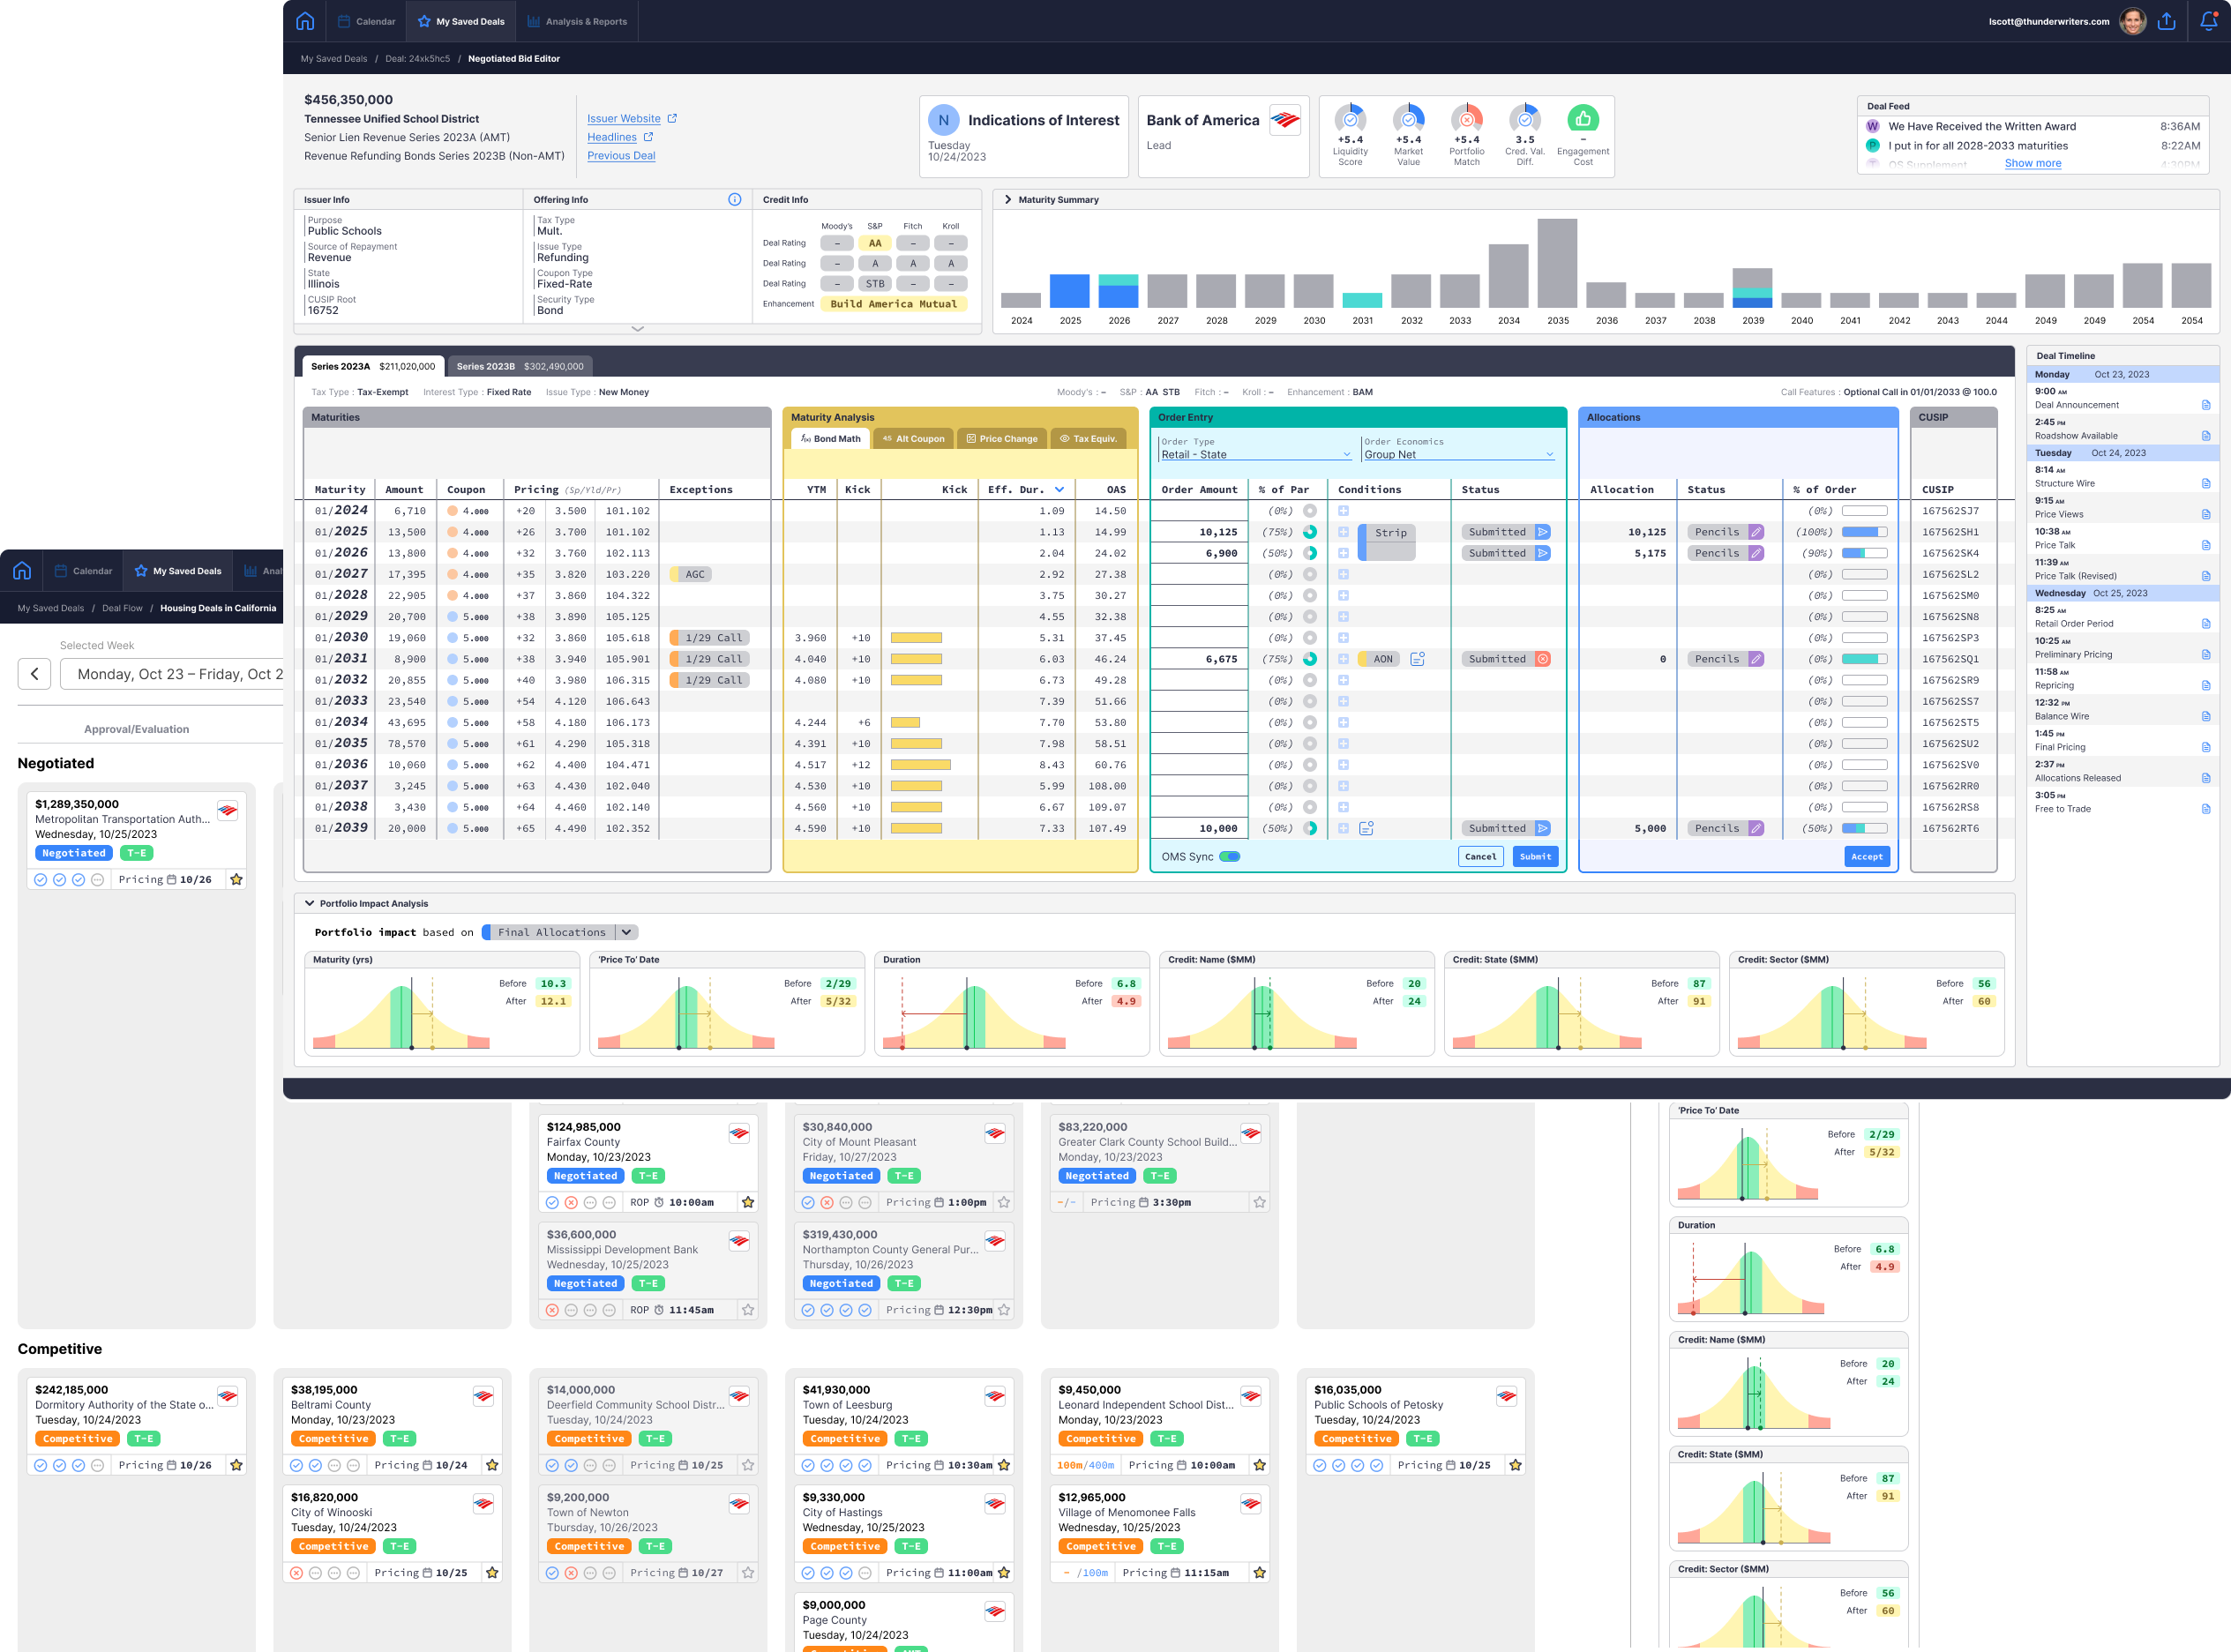 Calendar
My Saved Deals
Analysis & Reports
lscott@thunderwriters.com
My Saved Deals / Deal: 24xk5hc5 / Negotiated Bid Editor
$456,350,000
Tennessee Unified School District
Senior Lien Revenue Series 2023A (AMT)
Revenue Refunding Bonds Series 2023B (Non-AMT)
Issuer Website
Headlines
Previous Deal
N Indications of Interest
Tuesday
10/24/2023
Bank of America
Lead
+5.4 +5.4 +5.4 3.5 –
Liquidity Score
Market Value
Portfolio Match
Cred. Val. Diff.
Engagement Cost
Deal Feed
W We Have Received the Written Award 8:36AM
P I put in for all 2028-2033 maturities 8:22AM
T OS Supplement 4:30PM
Show more
Issuer Info
Purpose
Public Schools
Source of Repayment
Revenue
State
Illinois
CUSIP Root
16752
Offering Info
Tax Type
Mult.
Issue Type
Refunding
Coupon Type
Fixed-Rate
Security Type
Bond
Credit Info
Moody's S&P Fitch Kroll
Deal Rating – AA – –
Deal Rating – A A A
Deal Rating – STB – –
Enhancement Build America Mutual
Maturity Summary
2024 2025 2026 2027 2028 2029 2030 2031 2032 2033 2034 2035 2036 2037 2038 2039 2040 2041 2042 2043 2044 2049 2049 2054 2054
Series 2023A $211,020,000
Series 2023B $302,490,000
Tax Type : Tax-Exempt Interest Type : Fixed Rate Issue Type : New Money
Moody's : – S&P : AA STB Fitch : – Kroll : – Enhancement : BAM
Call Features : Optional Call in 01/01/2033 @ 100.0
Maturities
Maturity Analysis
Order Entry
Allocations
CUSIP
f(x) Bond Math
4.5 Alt Coupon
Price Change
Tax Equiv.
Order Type
Retail - State
Order Economics
Group Net
Maturity Amount Coupon Pricing (Sp/Yld/Pr) Exceptions YTM Kick Kick Eff. Dur. OAS Order Amount % of Par Conditions Status Allocation Status % of Order CUSIP
01/2024 6,710 4.000 +20 3.500 101.102 1.09 14.50 (0%) (0%) 167562SJ7
01/2025 13,500 4.000 +26 3.700 101.102 1.13 14.99 10,125 (75%) Strip Submitted 10,125 Pencils (100%) 167562SH1
01/2026 13,800 4.000 +32 3.760 102.113 2.04 24.02 6,900 (50%) Submitted 5,175 Pencils (90%) 167562SK4
01/2027 17,395 4.000 +35 3.820 103.220 AGC 2.92 27.38 (0%) (0%) 167562SL2
01/2028 22,905 4.000 +37 3.860 104.322 3.75 30.27 (0%) (0%) 167562SM0
01/2029 20,700 5.000 +38 3.890 105.125 4.55 32.38 (0%) (0%) 167562SN8
01/2030 19,060 5.000 +32 3.860 105.618 1/29 Call 3.960 +10 5.31 37.45 (0%) (0%) 167562SP3
01/2031 8,900 5.000 +38 3.940 105.901 1/29 Call 4.040 +10 6.03 46.24 6,675 (75%) AON Submitted 0 Pencils (0%) 167562SQ1
01/2032 20,855 5.000 +40 3.980 106.315 1/29 Call 4.080 +10 6.73 49.28 (0%) (0%) 167562SR9
01/2033 23,540 5.000 +54 4.120 106.643 7.39 51.66 (0%) (0%) 167562SS7
01/2034 43,695 5.000 +58 4.180 106.173 4.244 +6 7.70 53.80 (0%) (0%) 167562ST5
01/2035 78,570 5.000 +61 4.290 105.318 4.391 +10 7.98 58.51 (0%) (0%) 167562SU2
01/2036 10,060 5.000 +62 4.400 104.471 4.517 +12 8.43 60.76 (0%) (0%) 167562SV0
01/2037 3,245 5.000 +63 4.430 102.040 4.530 +10 5.99 108.00 (0%) (0%) 167562RR0
01/2038 3,430 5.000 +64 4.460 102.140 4.560 +10 6.67 109.07 (0%) (0%) 167562RS8
01/2039 20,000 5.000 +65 4.490 102.352 4.590 +10 7.33 107.49 10,000 (50%) Submitted 5,000 Pencils (50%) 167562RT6
OMS Sync
Cancel
Submit
Accept
Deal Timeline
Monday Oct 23, 2023
9:00 AM
Deal Announcement
2:45 PM
Roadshow Available
Tuesday Oct 24, 2023
8:14 AM
Structure Wire
9:15 AM
Price Views
10:38 AM
Price Talk
11:39 AM
Price Talk (Revised)
Wednesday Oct 25, 2023
8:25 AM
Retail Order Period
10:25 AM
Preliminary Pricing
11:58 AM
Repricing
12:32 PM
Balance Wire
1:45 PM
Final Pricing
2:37 PM
Allocations Released
3:05 PM
Free to Trade
Portfolio Impact Analysis
Portfolio impact based on Final Allocations
Maturity (yrs)
Before 10.3
After 12.1
'Price To' Date
Before 2/29
After 5/32
Duration
Before 6.8
After 4.9
Credit: Name ($MM)
Before 20
After 24
Credit: State ($MM)
Before 87
After 91
Credit: Sector ($MM)
Before 56
After 60
Calendar
My Saved Deals
Anal
My Saved Deals / Deal Flow / Housing Deals in California
Selected Week
Monday, Oct 23 – Friday, Oct 2
Approval/Evaluation
Negotiated
$1,289,350,000
Metropolitan Transportation Auth...
Wednesday, 10/25/2023
Negotiated T-E
Pricing 10/26
$124,985,000
Fairfax County
Monday, 10/23/2023
Negotiated T-E
ROP 10:00am
$36,600,000
Mississippi Development Bank
Wednesday, 10/25/2023
Negotiated T-E
ROP 11:45am
$30,840,000
City of Mount Pleasant
Friday, 10/27/2023
Negotiated T-E
Pricing 1:00pm
$319,430,000
Northampton County General Pur...
Thursday, 10/26/2023
Negotiated T-E
Pricing 12:30pm
$83,220,000
Greater Clark County School Build...
Monday, 10/23/2023
Negotiated T-E
–/– Pricing 3:30pm
Competitive
$242,185,000
Dormitory Authority of the State o...
Tuesday, 10/24/2023
Competitive T-E
Pricing 10/26
$38,195,000
Beltrami County
Monday, 10/23/2023
Competitive T-E
Pricing 10/24
$16,820,000
City of Winooski
Tuesday, 10/24/2023
Competitive T-E
Pricing 10/25
$14,000,000
Deerfield Community School Distr...
Tuesday, 10/24/2023
Competitive T-E
Pricing 10/25
$9,200,000
Town of Newton
Tbursday, 10/26/2023
Competitive T-E
Pricing 10/27
$41,930,000
Town of Leesburg
Tuesday, 10/24/2023
Competitive T-E
Pricing 10:30am
$9,330,000
City of Hastings
Wednesday, 10/25/2023
Competitive T-E
Pricing 11:00am
$9,000,000
Page County
Tuesday, 10/24/2023
$9,450,000
Leonard Independent School Dist...
Monday, 10/23/2023
Competitive T-E
100m/400m Pricing 10:00am
$12,965,000
Village of Menomonee Falls
Wednesday, 10/25/2023
Competitive T-E
– /100m Pricing 11:15am
$16,035,000
Public Schools of Petosky
Tuesday, 10/24/2023
Competitive T-E
Pricing 10/25
'Price To' Date
Before 2/29
After 5/32
Duration
Before 6.8
After 4.9
Credit: Name ($MM)
Before 20
After 24
Credit: State ($MM)
Before 87
After 91
Credit: Sector ($MM)
Before 56
After 60